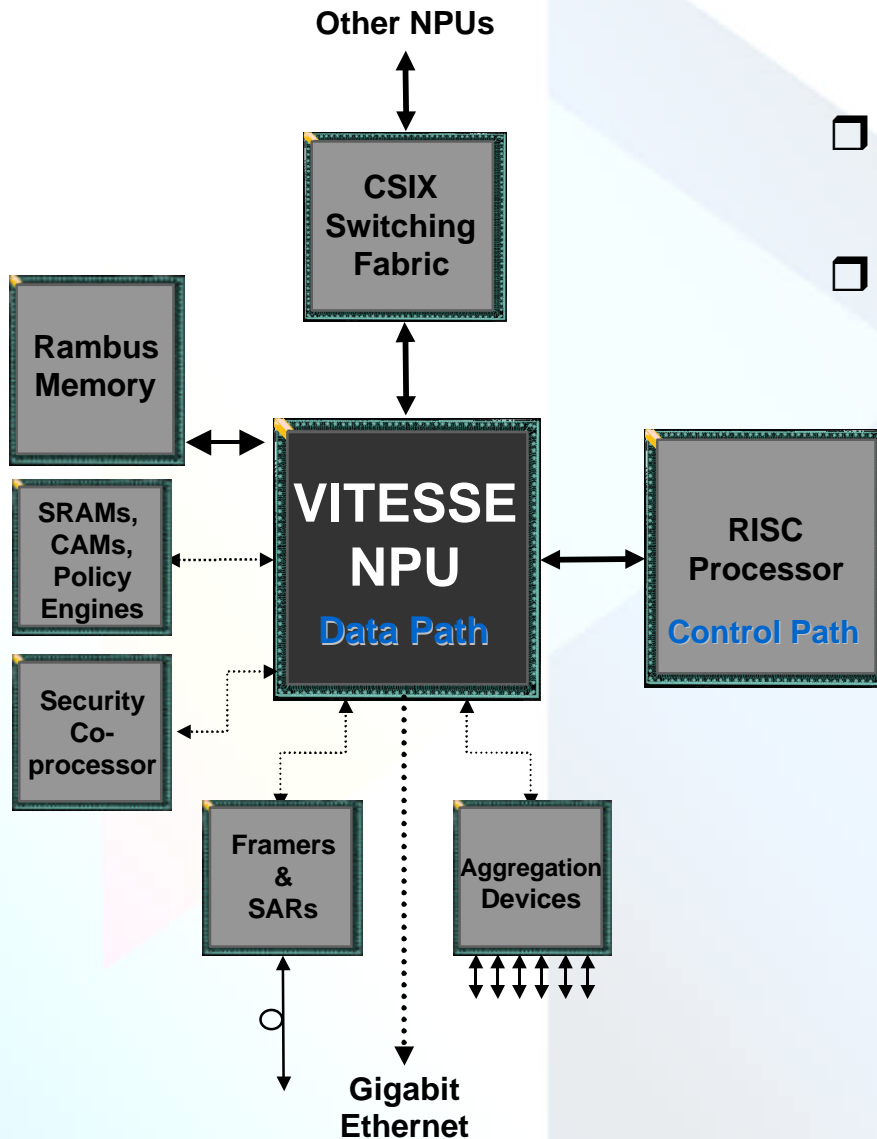 Other NPUs
CSIX
Switching
Fabric
Rambus
Memory
VITESSE
NPU
Data Path
RISC
Processor
Control Path
SRAMs,
CAMs,
Policy
Engines
Security
Co-
processor
Framers
&
SARs
Aggregation
Devices
Gigabit
Ethernet